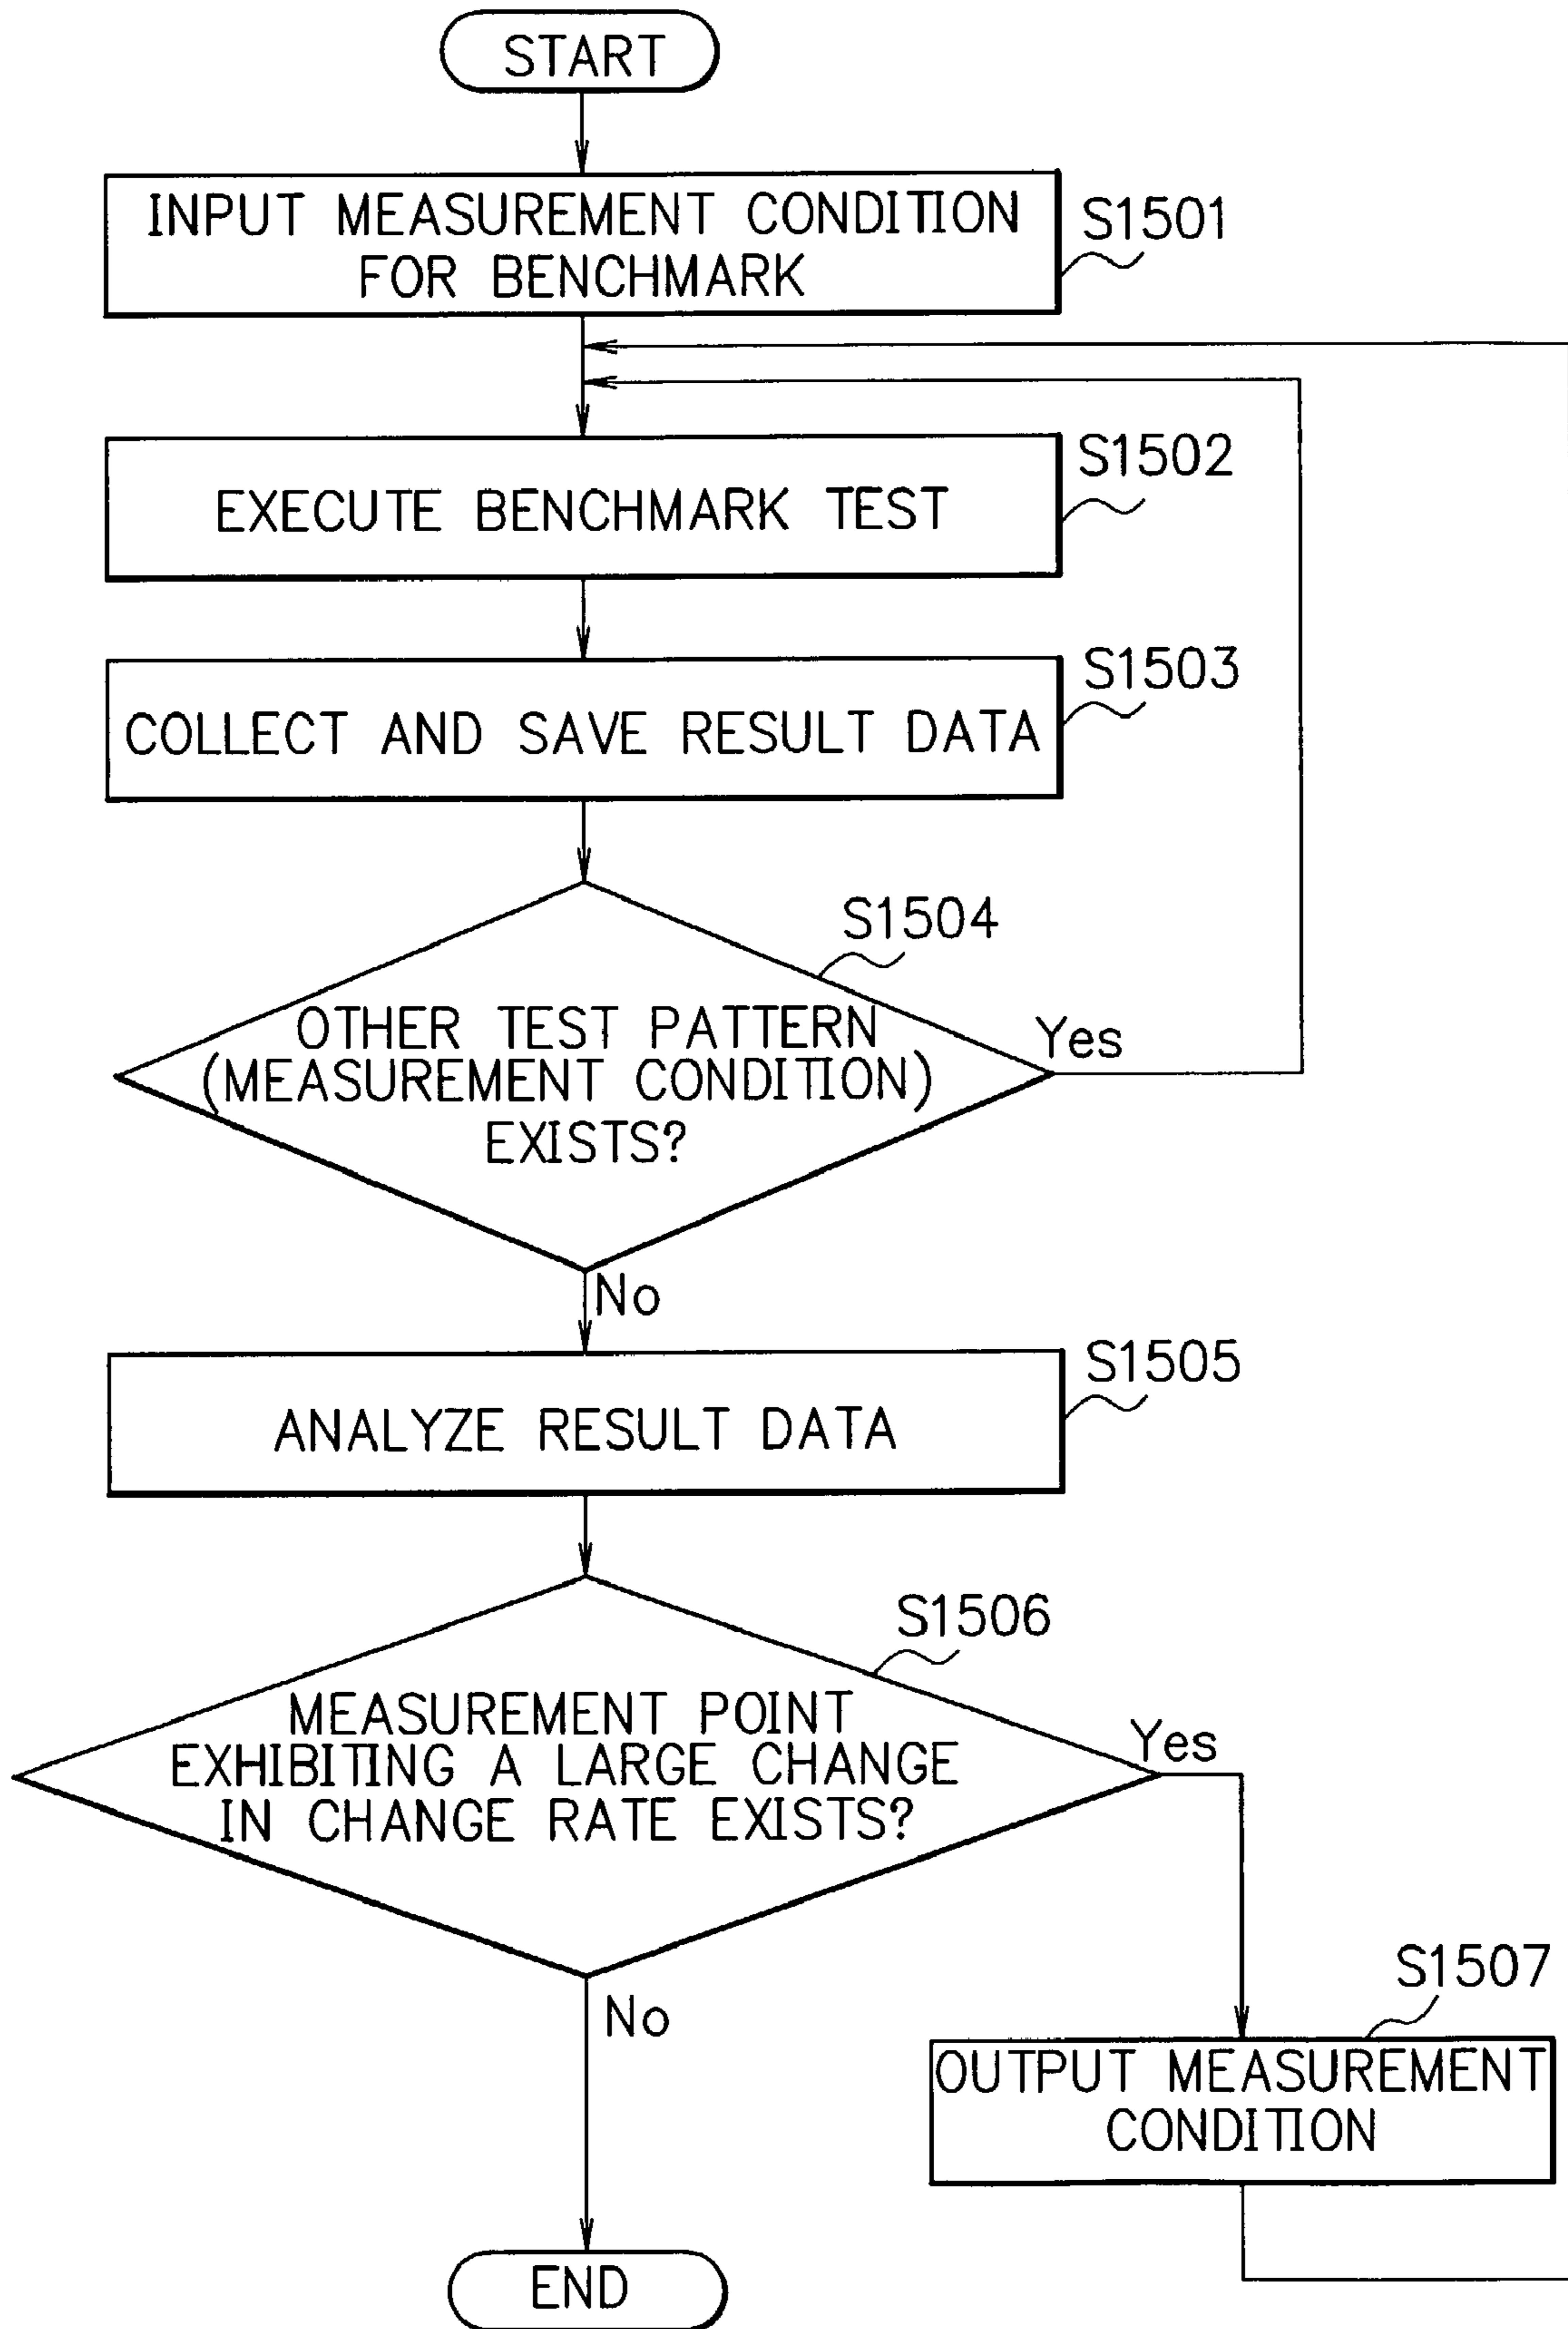 START
INPUT MEASUREMENT CONDITION
FOR BENCHMARK
S1501
EXECUTE BENCHMARK TEST
S1502
COLLECT AND SAVE RESULT DATA
S1503
S1504
OTHER TEST PATTERN
(MEASUREMENT CONDITION)
EXISTS?
Yes
No
ANALYZE RESULT DATA
S1505
S1506
MEASUREMENT POINT
EXHIBITING A LARGE CHANGE
IN CHANGE RATE EXISTS?
Yes
No
S1507
OUTPUT MEASUREMENT
CONDITION
END